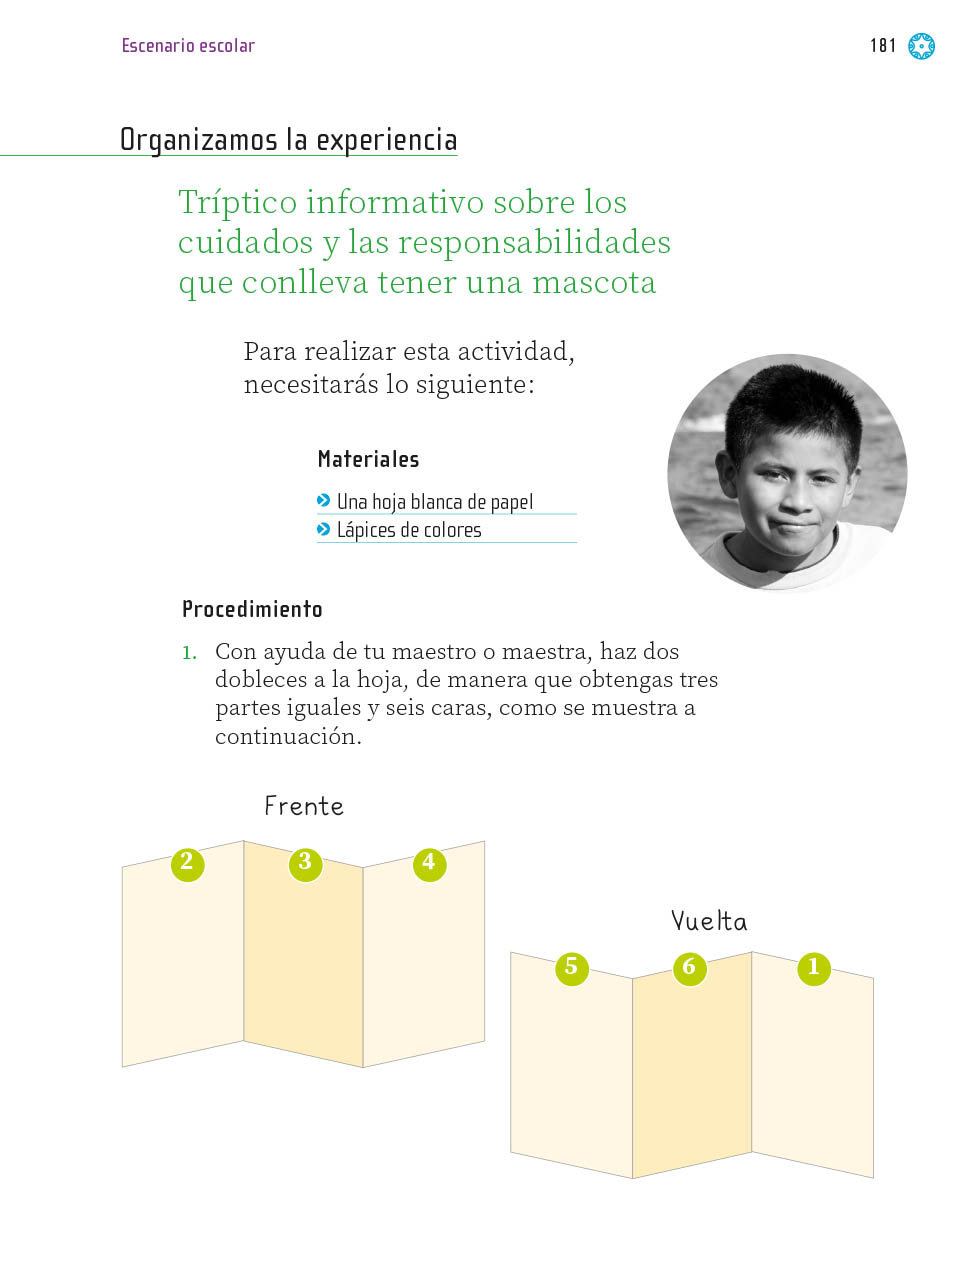 Escenario escolar
181
Organizamos la experiencia
Tríptico informativo sobre los
cuidados y las responsabilidades
que conlleva tener una mascota
Para realizar esta actividad,
necesitarás lo siguiente:
Materiales
Una hoja blanca de papel
Lápices de colores
Procedimiento
1. Con ayuda de tu maestro o maestra, haz dos
dobleces a la hoja, de manera que obtengas tres
partes iguales y seis caras, como se muestra a
continuación.
Frente
2 3 4
Vuelta
5 6 1